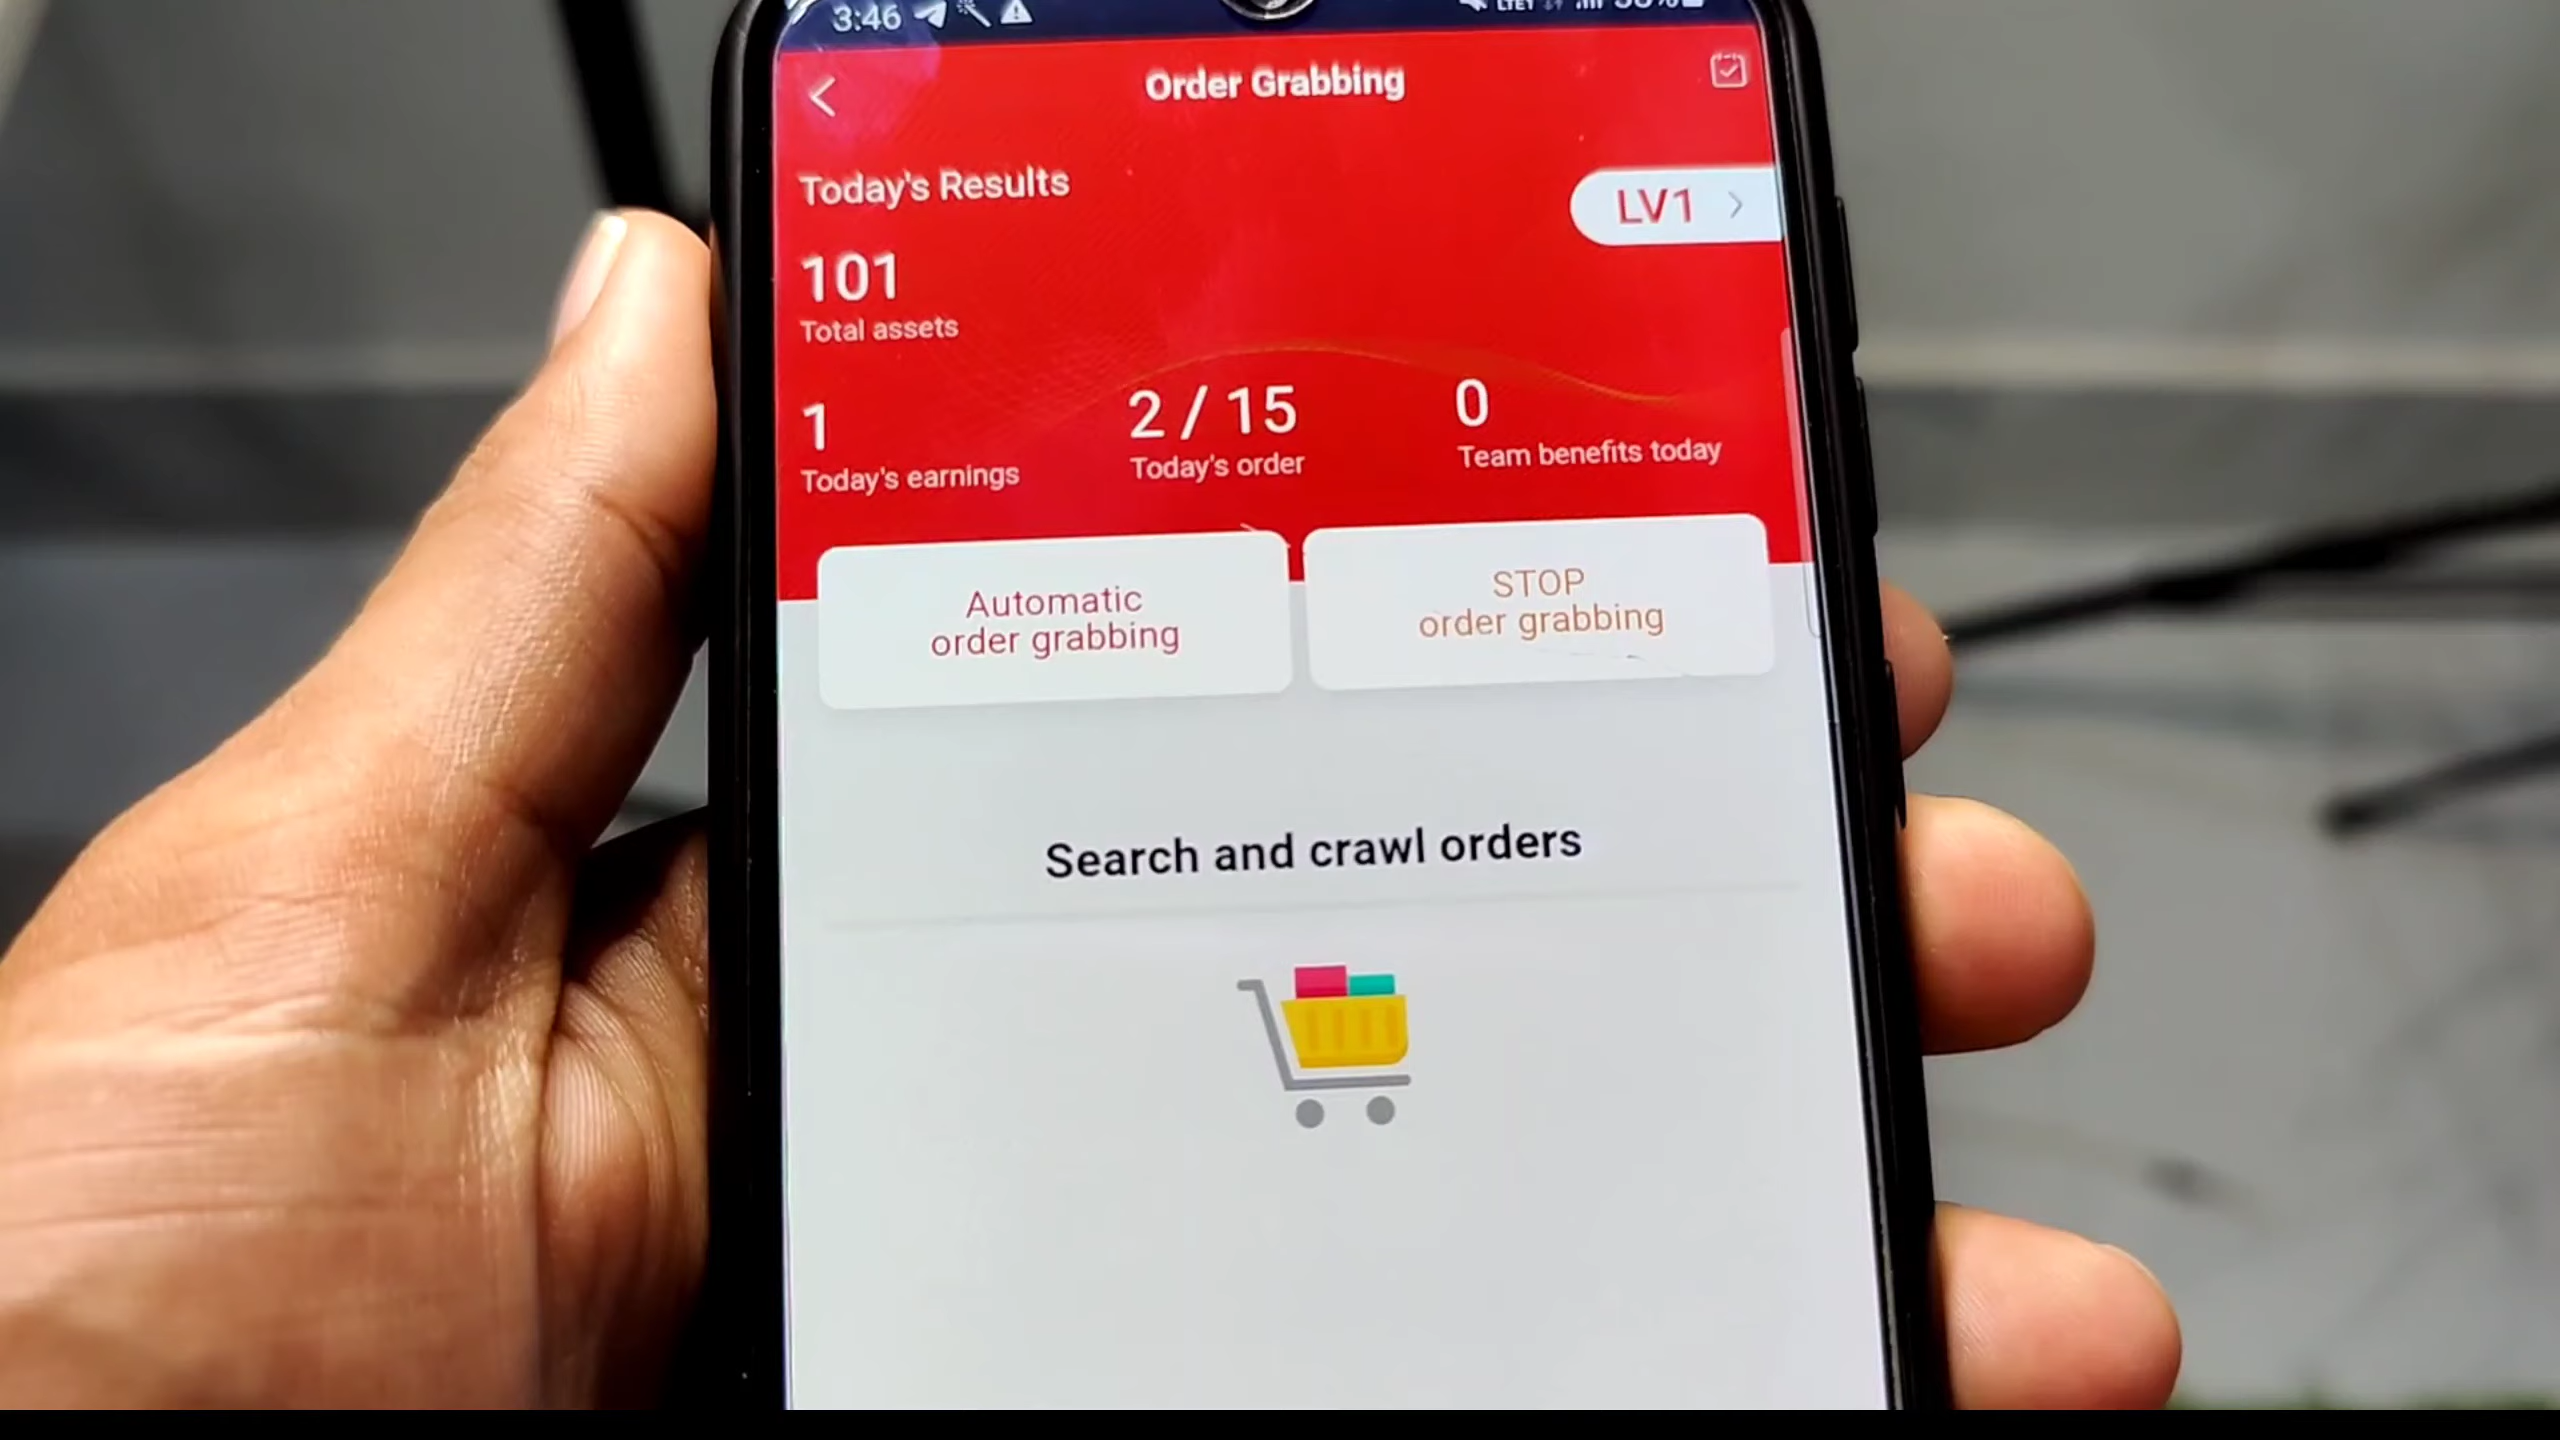 3:46
Order Grabbing
Today's Results
LV1
101
Total assets
1
2 / 15
0
Today's earnings
Today's order
Team benefits today
Automatic
order grabbing
STOP
order grabbing
Search and crawl orders